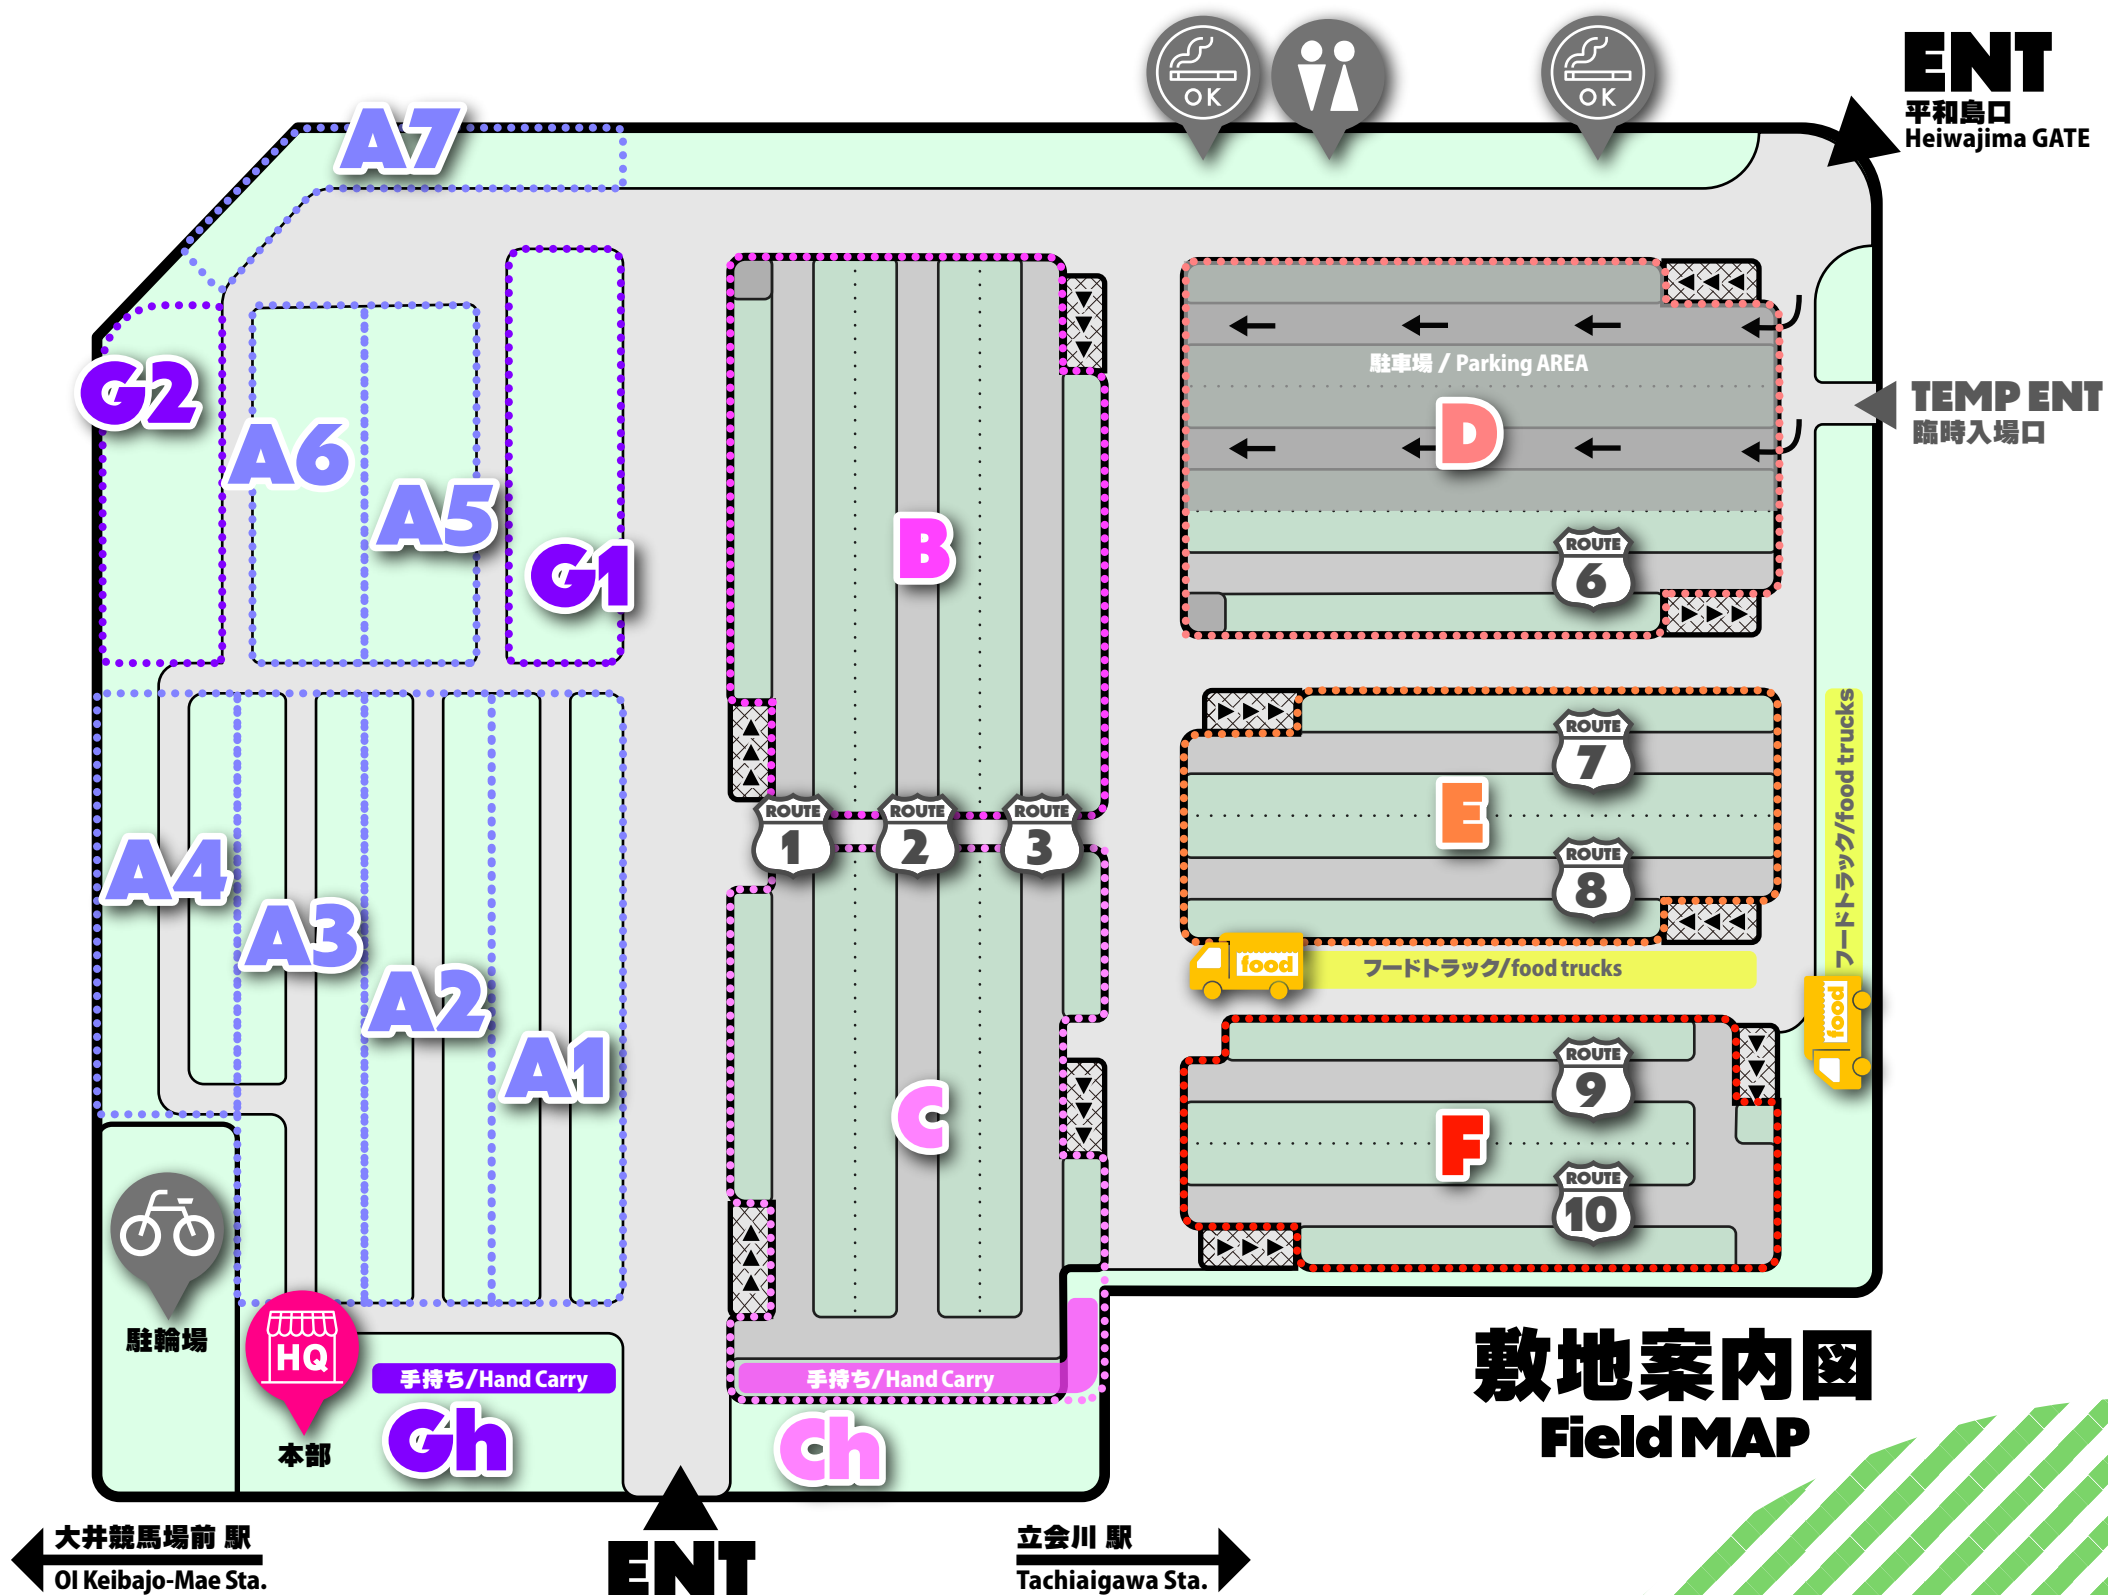 OK
OK
ENT
平和島口
Heiwajima GATE
A7
G2
A6
A5
G1
B
駐車場 / Parking AREA
D
TEMP ENT
臨時入場口
ROUTE
6
ROUTE
7
E
ROUTE
8
ROUTE
1
ROUTE
2
ROUTE
3
フードトラック/food trucks
food
food
フードトラック/food trucks
A4
A3
A2
A1
C
ROUTE
9
F
ROUTE
10
駐輪場
HQ
本部
手持ち/Hand Carry
Gh
手持ち/Hand Carry
Ch
敷地案内図
Field MAP
大井競馬場前 駅
OI Keibajo-Mae Sta.
ENT
立会川 駅
Tachiaigawa Sta.